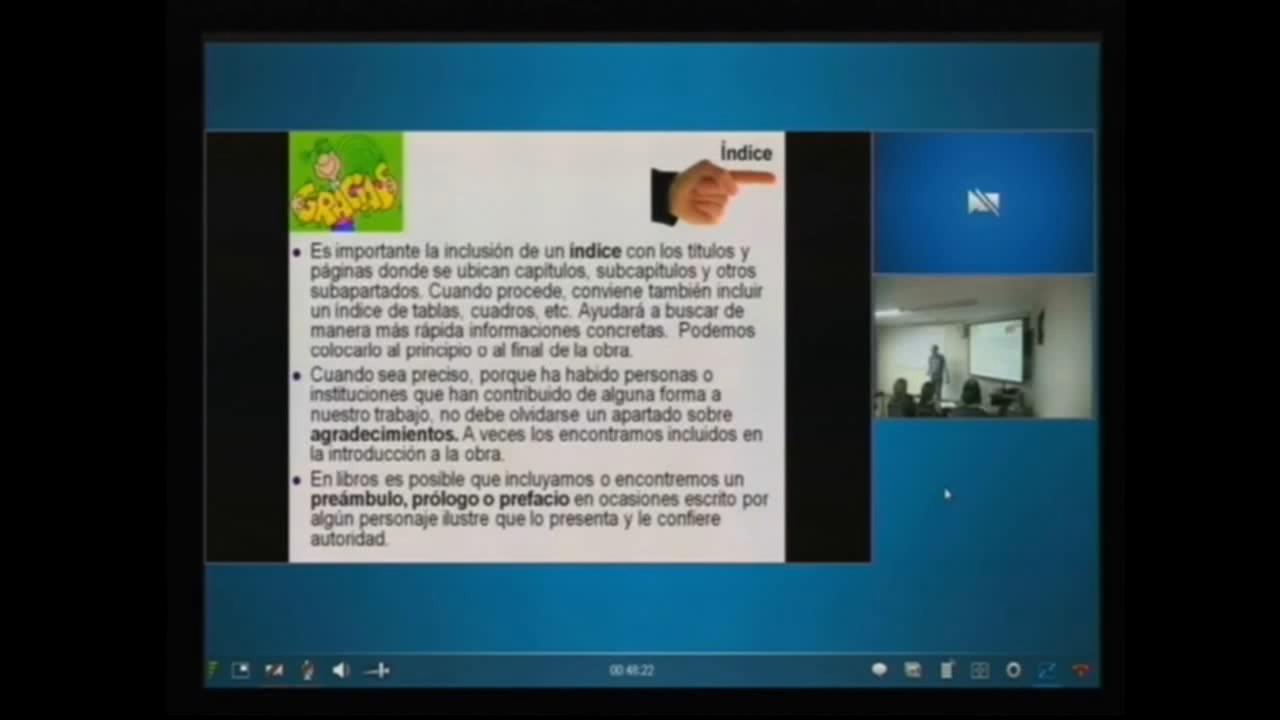 Índice
GRACIAS
• Es importante la inclusión de un índice con los títulos y
páginas donde se ubican capítulos, subcapítulos y otros
subapartados. Cuando procede, conviene también incluir
un índice de tablas, cuadros, etc. Ayudará a buscar de
manera más rápida informaciones concretas. Podemos
colocarlo al principio o al final de la obra.
• Cuando sea preciso, porque ha habido personas o
instituciones que han contribuido de alguna forma a
nuestro trabajo, no debe olvidarse un apartado sobre
agradecimientos. A veces los encontramos incluidos en
la introducción a la obra.
• En libros es posible que incluyamos o encontremos un
preámbulo, prólogo o prefacio en ocasiones escrito por
algún personaje ilustre que lo presenta y le confiere
autoridad.
00:48:22